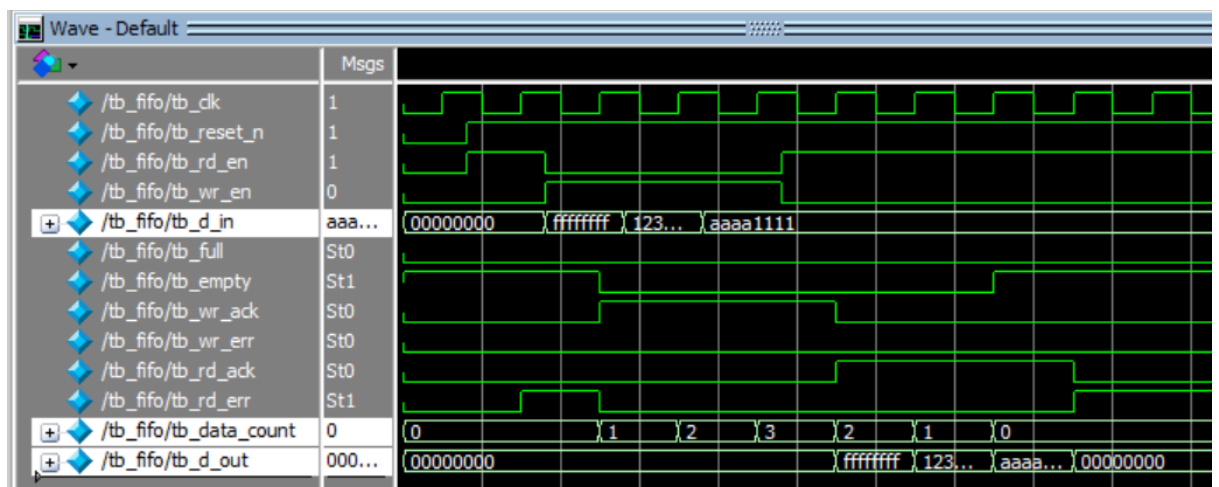 Wave - Default
Msgs
/tb_fifo/tb_clk 1
/tb_fifo/tb_reset_n 1
/tb_fifo/tb_rd_en 1
/tb_fifo/tb_wr_en 0
/tb_fifo/tb_d_in aaa... 00000000 ffffffff 123... aaaa1111
/tb_fifo/tb_full St0
/tb_fifo/tb_empty St1
/tb_fifo/tb_wr_ack St0
/tb_fifo/tb_wr_err St0
/tb_fifo/tb_rd_ack St0
/tb_fifo/tb_rd_err St1
/tb_fifo/tb_data_count 0 0 1 2 3 2 1 0
/tb_fifo/tb_d_out 000... 00000000 ffffffff 123... aaaa... 00000000